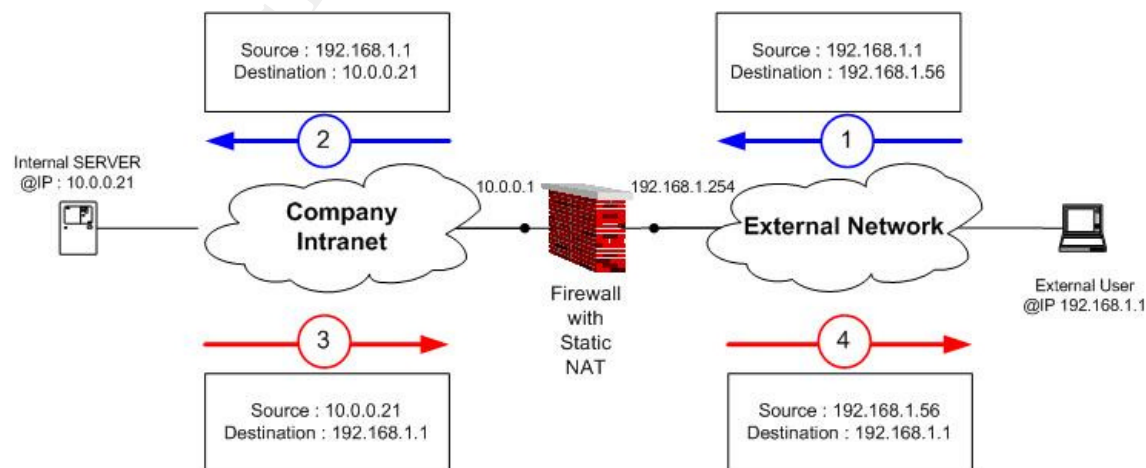 Source : 192.168.1.1
Destination : 10.0.0.21
Source : 192.168.1.1
Destination : 192.168.1.56
2
1
Internal SERVER
@IP : 10.0.0.21
10.0.0.1
192.168.1.254
Company
Intranet
External Network
Firewall
with
Static
NAT
External User
@IP 192.168.1.1
3
4
Source : 10.0.0.21
Destination : 192.168.1.1
Source : 192.168.1.56
Destination : 192.168.1.1